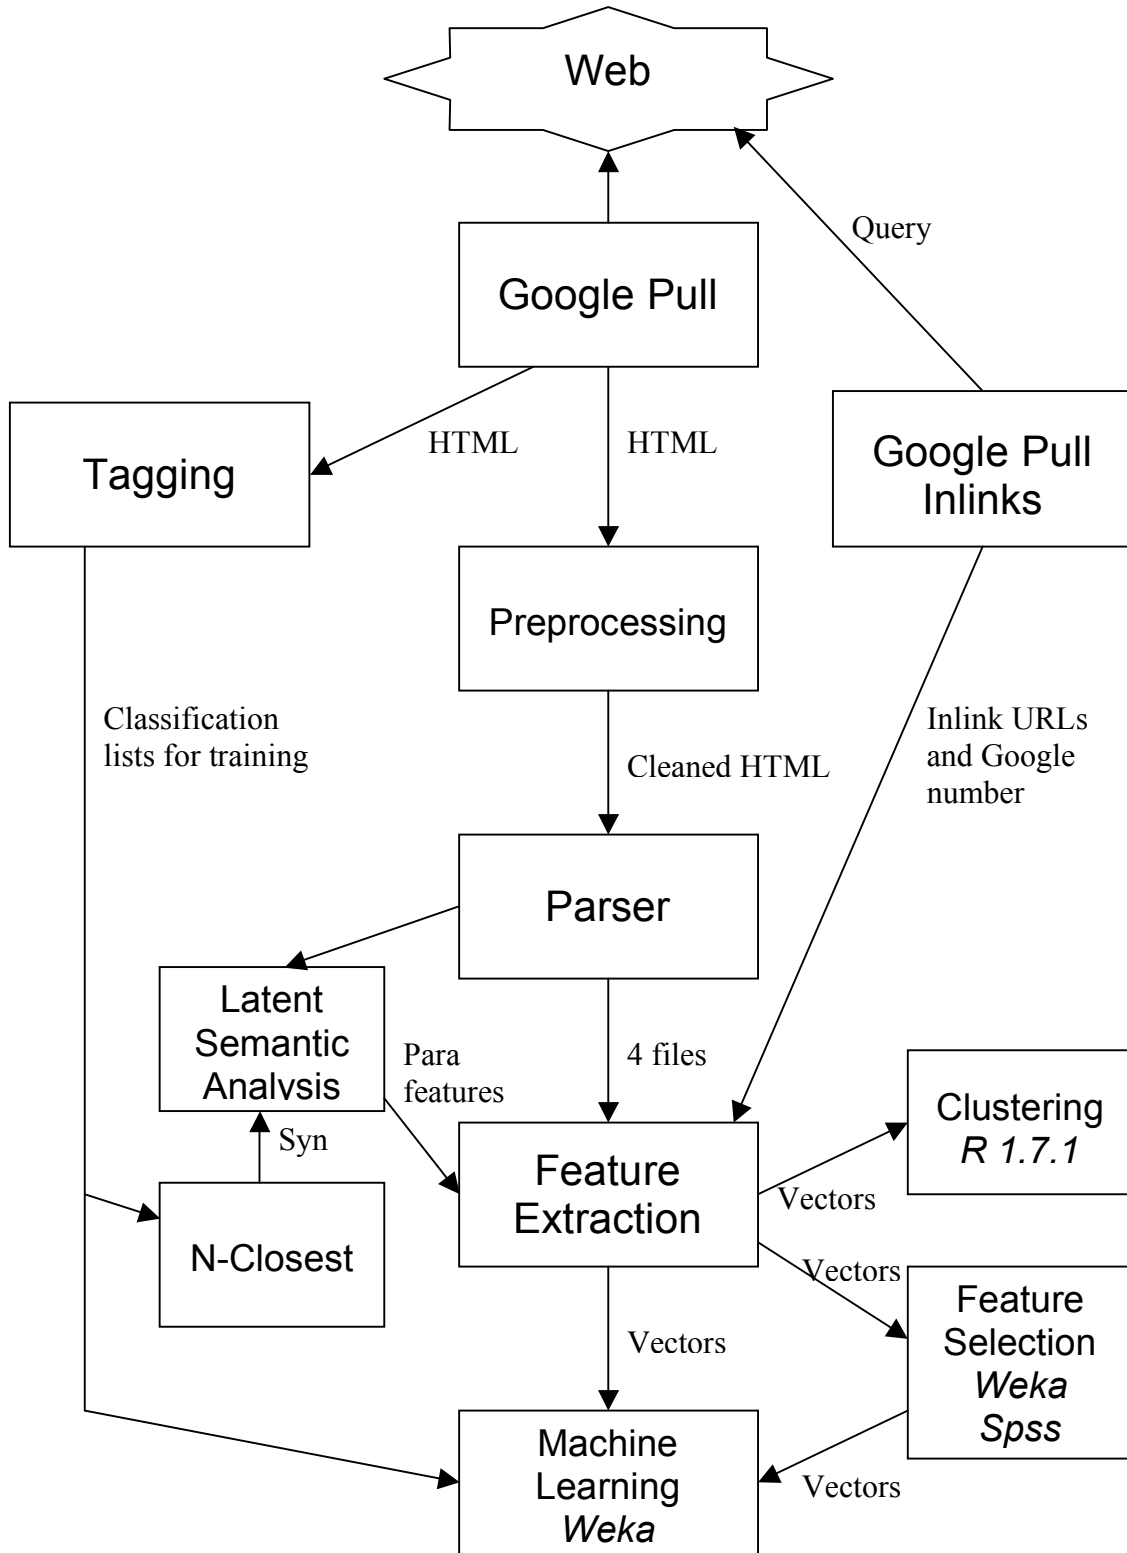 Web
Query
Google Pull
HTML
HTML
Tagging
Google Pull
Inlinks
Preprocessing
Classification
lists for training
Cleaned HTML
Inlink URLs
and Google
number
Parser
Latent
Semantic
Analvsis
Para
features
4 files
Syn
Clustering
R 1.7.1
Feature
Extraction
Vectors
N-Closest
Vectors
Feature
Selection
Weka
Spss
Vectors
Machine
Learning
Weka
Vectors